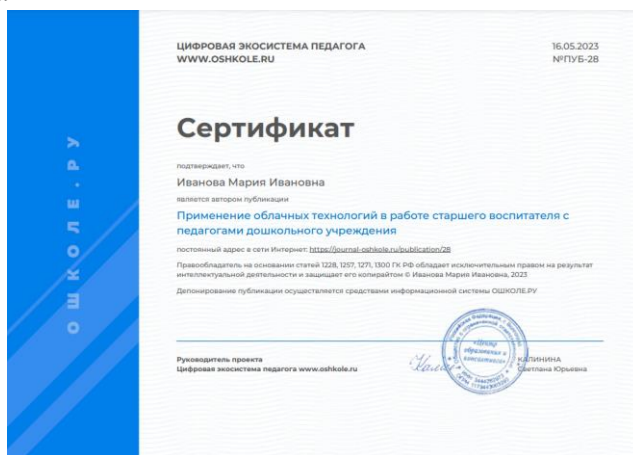 ОШКОЛЕ.РУ
ЦИФРОВАЯ ЭКОСИСТЕМА ПЕДАГОГА
WWW.OSHKOLE.RU
16.05.2023
№ПУБ-28
Сертификат
подтверждает, что
Иванова Мария Ивановна
является автором публикации
Применение облачных технологий в работе старшего воспитателя с
педагогами дошкольного учреждения
постоянный адрес в сети Интернет: https://journal-oshkole.ru/publication/28
Правообладатель на основании статей 1228, 1257, 1271, 1300 ГК РФ обладает исключительным правом на результат
интеллектуальной деятельности и защищает его копирайтом © Иванова Мария Ивановна, 2023
Депонирование публикации осуществляется средствами информационной системы ОШКОЛЕ.РУ
Руководитель проекта
Цифровая экосистема педагога www.oshkole.ru
«Центр
образования и
консалтинга»
КАЛИНИНА
Светлана Юрьевна